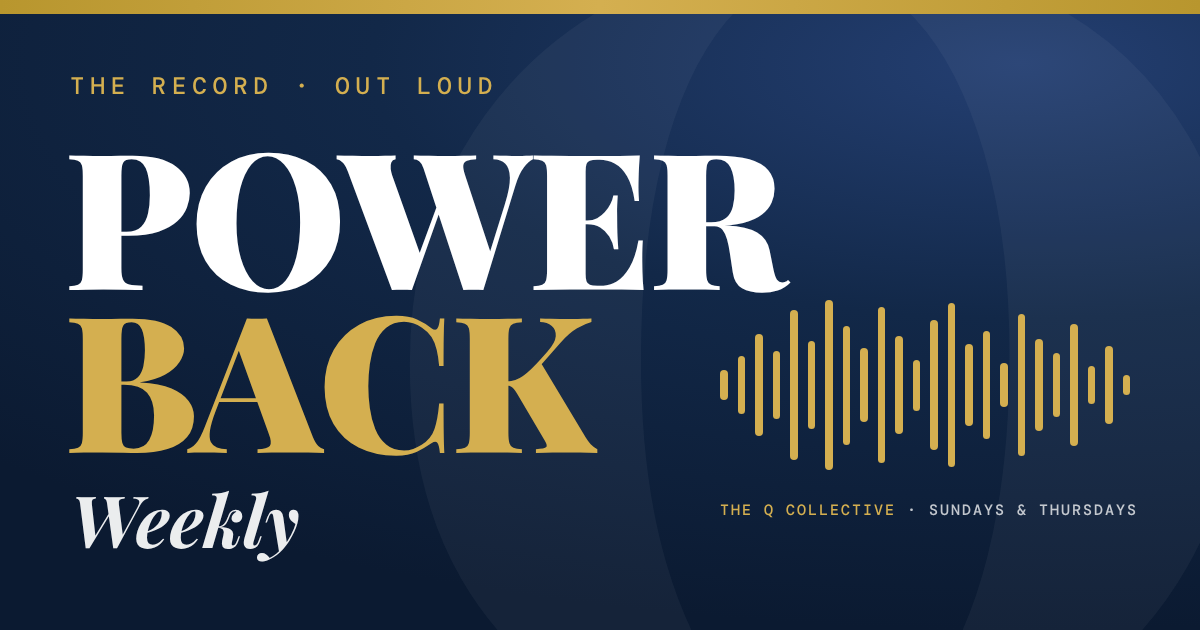 THE RECORD · OUT LOUD
POWER
BACK
Weekly
THE Q COLLECTIVE · SUNDAYS & THURSDAYS